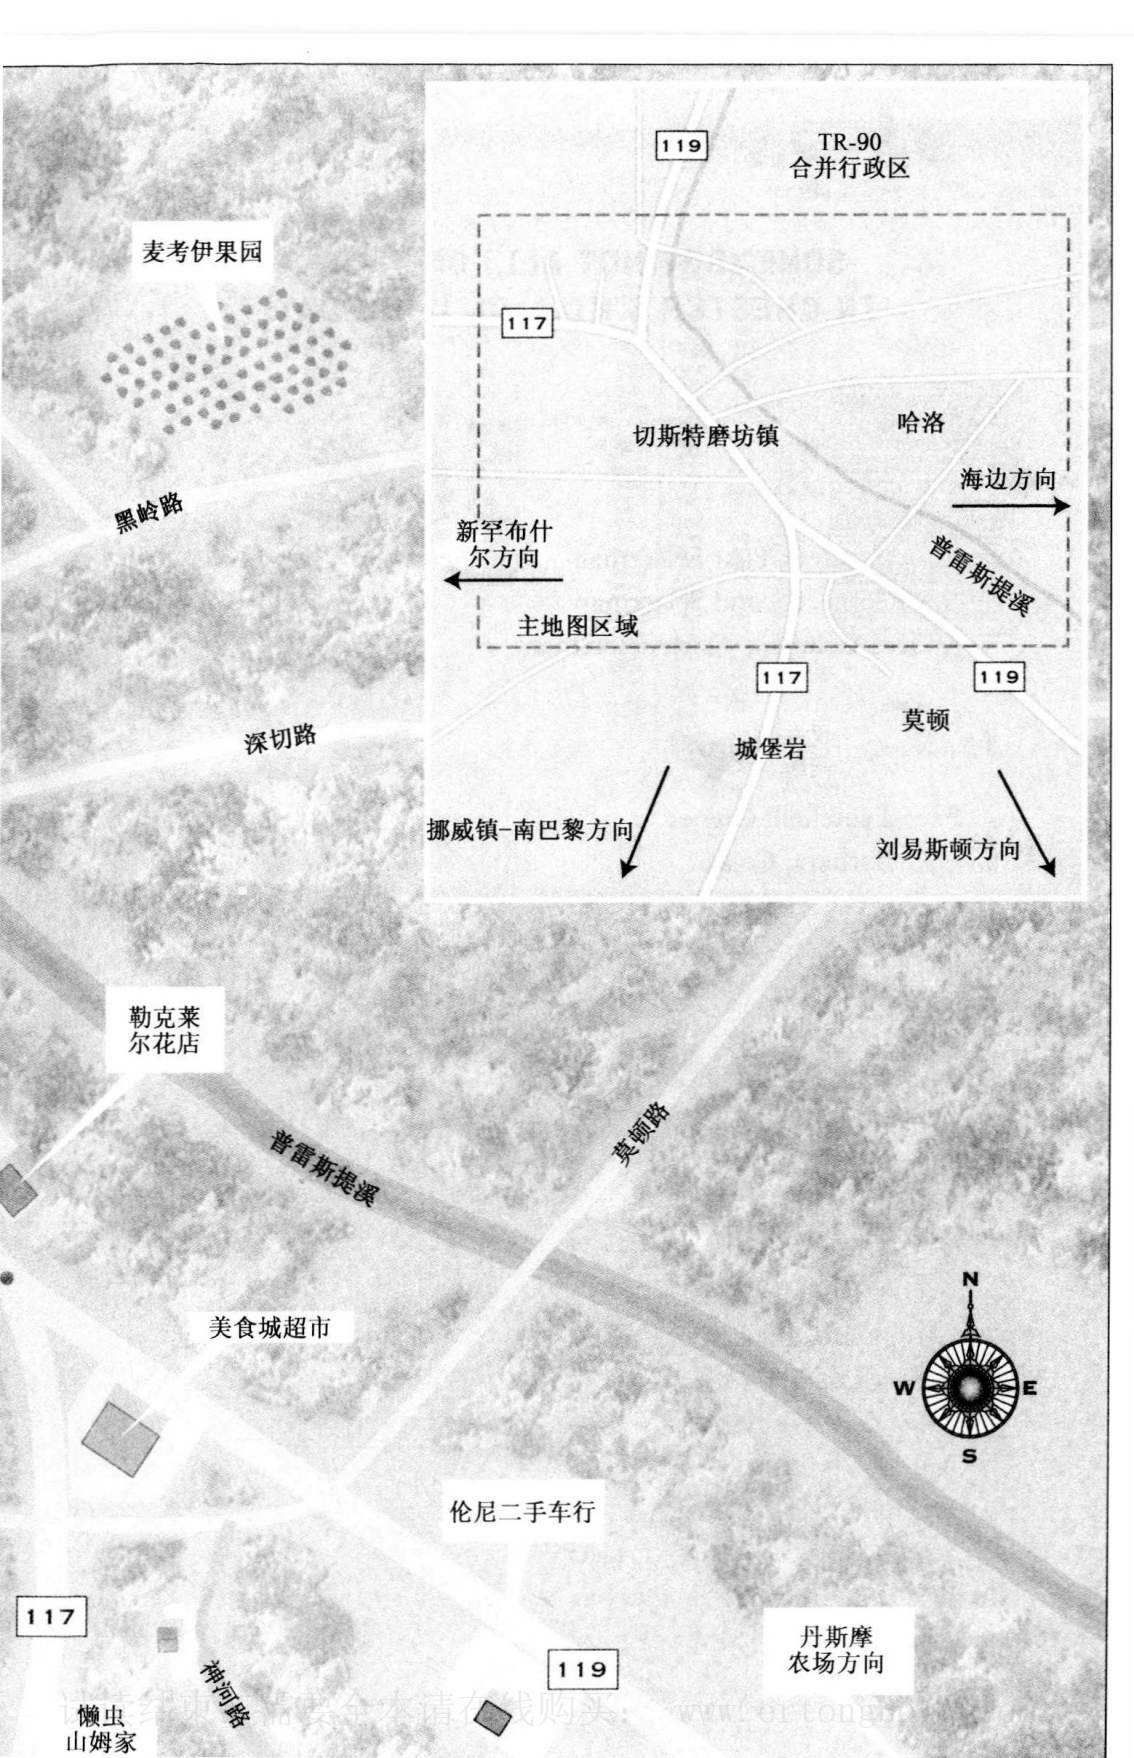 119
TR-90
合并行政区
麦考伊果园
117
切斯特磨坊镇
哈洛
海边方向
黑岭路
新罕布什
尔方向
普雷斯提溪
主地图区域
117
119
莫顿
深切路
城堡岩
挪威镇-南巴黎方向
刘易斯顿方向
勒克莱
尔花店
莫顿路
普雷斯提溪
N
美食城超市
W
E
S
伦尼二手车行
117
丹斯摩
农场方向
119
神河路
懒虫
山姆家